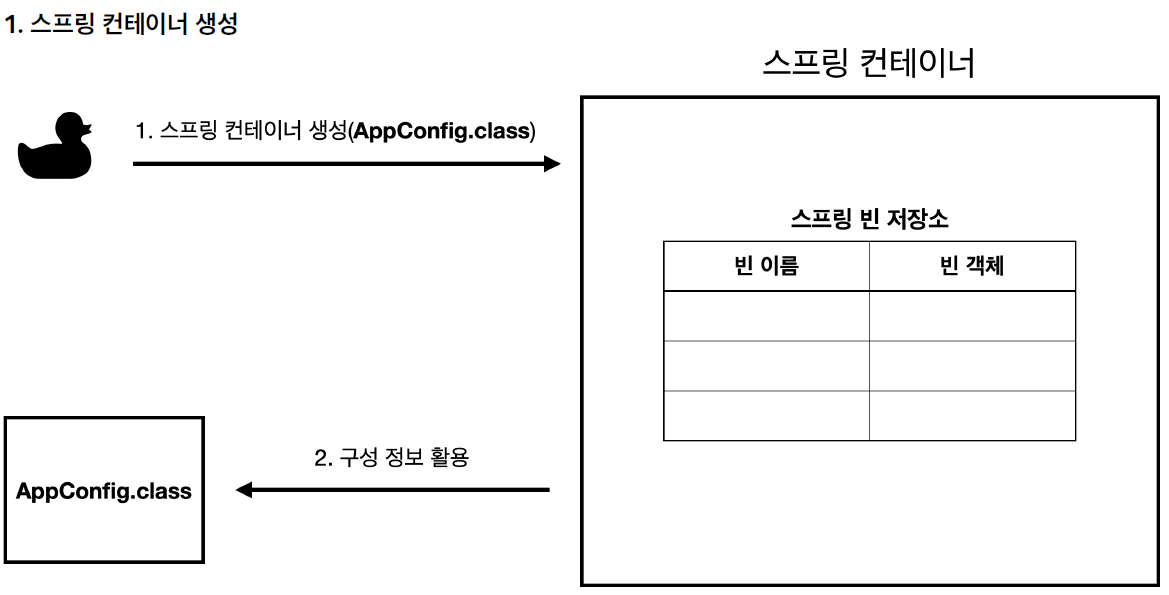 1. 스프링 컨테이너 생성
스프링 컨테이너
1. 스프링 컨테이너 생성(AppConfig.class)
스프링 빈 저장소
빈 이름
빈 객체
2. 구성 정보 활용
AppConfig.class